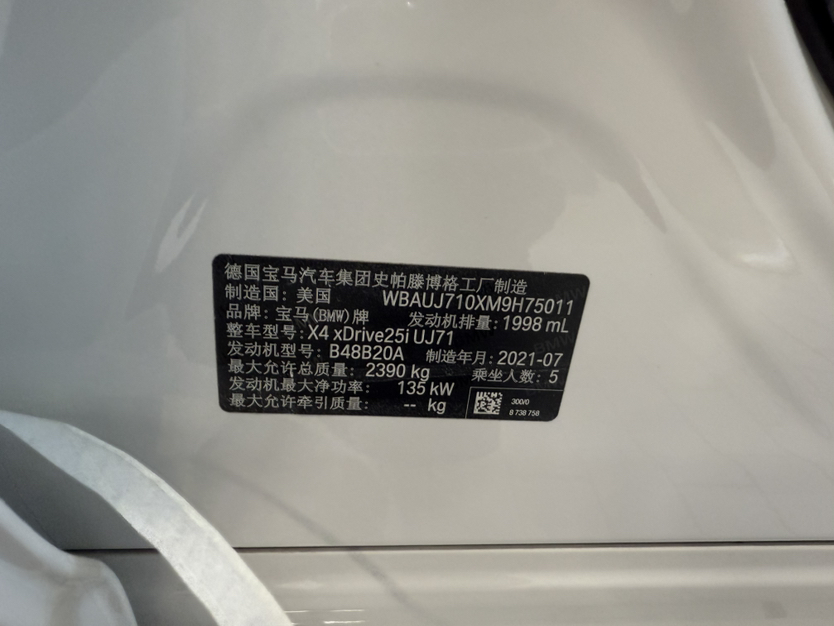 德国宝马汽车集团史帕滕博格工厂制造
制造国: 美国 WBAUJ710XM9H75011
品牌: 宝马(BMW)牌 发动机排量: 1998 mL
整车型号: X4 xDrive25i UJ71
发动机型号: B48B20A 制造年月: 2021-07
最大允许总质量: 2390 kg 乘坐人数: 5
发动机最大净功率: 135 kW
最大允许牵引质量: -- kg
300/0
8 738 758